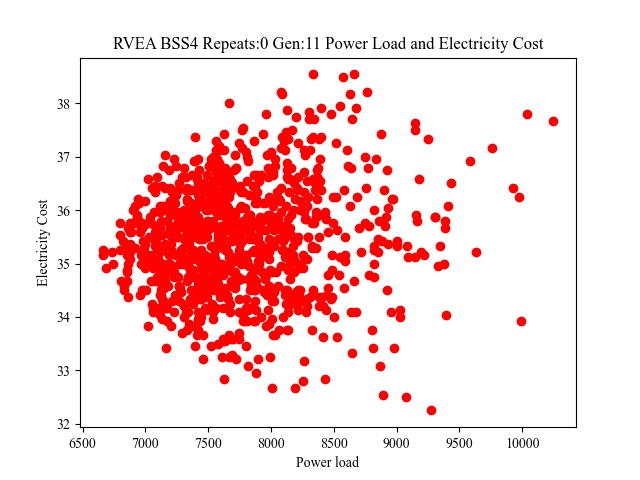 RVEA BSS4 Repeats:0 Gen:11 Power Load and Electricity Cost
38
37
36
35
34
33
32
Electricity Cost
6500 7000 7500 8000 8500 9000 9500 10000
Power load